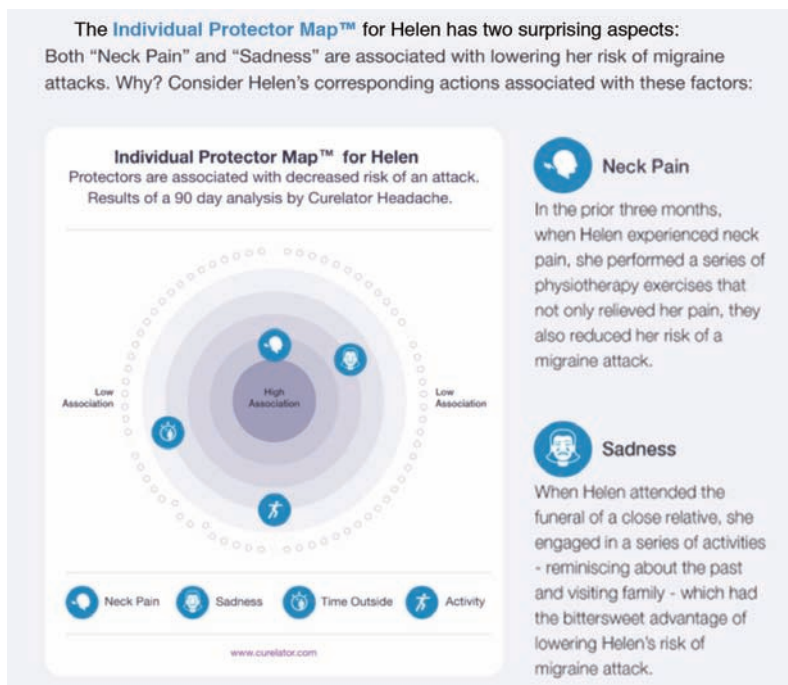 The Individual Protector Map™ for Helen has two surprising aspects:
Both “Neck Pain” and “Sadness” are associated with lowering her risk of migraine
attacks. Why? Consider Helen’s corresponding actions associated with these factors:
Individual Protector Map™ for Helen
Protectors are associated with decreased risk of an attack.
Results of a 90 day analysis by Curelator Headache.
Low
Association
High
Association
Low
Association
Neck Pain
Sadness
Time Outside
Activity
www.curelator.com
Neck Pain
In the prior three months,
when Helen experienced neck
pain, she performed a series of
physiotherapy exercises that
not only relieved her pain, they
also reduced her risk of a
migraine attack.
Sadness
When Helen attended the
funeral of a close relative, she
engaged in a series of activities
- reminiscing about the past
and visiting family - which had
the bittersweet advantage of
lowering Helen’s risk of
migraine attack.